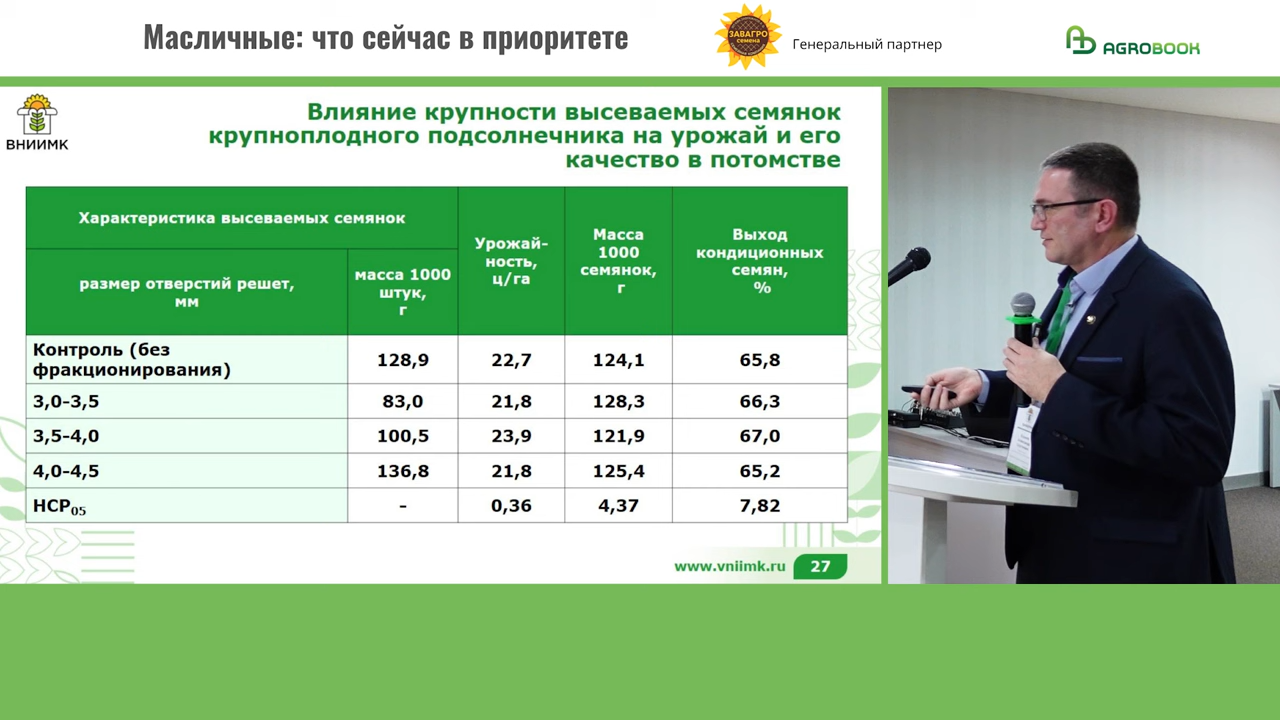 Масличные: что сейчас в приоритете
ЗАВАГРО
семена
Генеральный партнер
AGROBOOK
ВНИИМК
Влияние крупности высеваемых семянок
крупноплодного подсолнечника на урожай и его
качество в потомстве
Характеристика высеваемых семянок
размер отверстий решет,
мм
масса 1000
штук,
г
Урожай-
ность,
ц/га
Масса
1000
семянок,
г
Выход
кондиционных
семян,
%
Контроль (без
фракционирования)
128,9 22,7 124,1 65,8
3,0-3,5 83,0 21,8 128,3 66,3
3,5-4,0 100,5 23,9 121,9 67,0
4,0-4,5 136,8 21,8 125,4 65,2
НСР₀₅ - 0,36 4,37 7,82
www.vniimk.ru 27